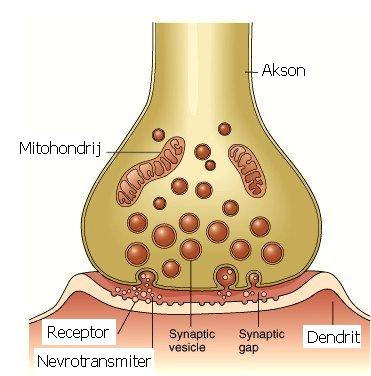 Akson
Mitohondrij
Receptor
Synaptic
vesicle
Synaptic
gap
Dendrit
Nevrotransmiter